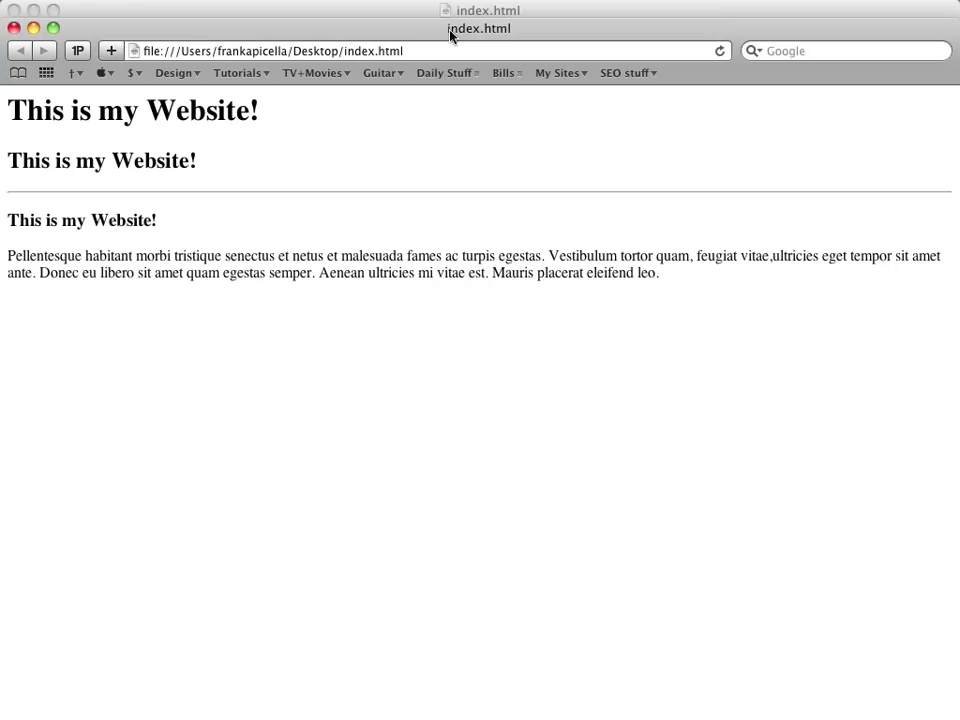 index.html
index.html
1P + file:///Users/frankapicella/Desktop/index.html Google
† $ Design Tutorials TV+Movies Guitar Daily Stuff Bills My Sites SEO stuff
This is my Website!
This is my Website!
This is my Website!
Pellentesque habitant morbi tristique senectus et netus et malesuada fames ac turpis egestas. Vestibulum tortor quam, feugiat vitae,ultricies eget tempor sit amet
ante. Donec eu libero sit amet quam egestas semper. Aenean ultricies mi vitae est. Mauris placerat eleifend leo.